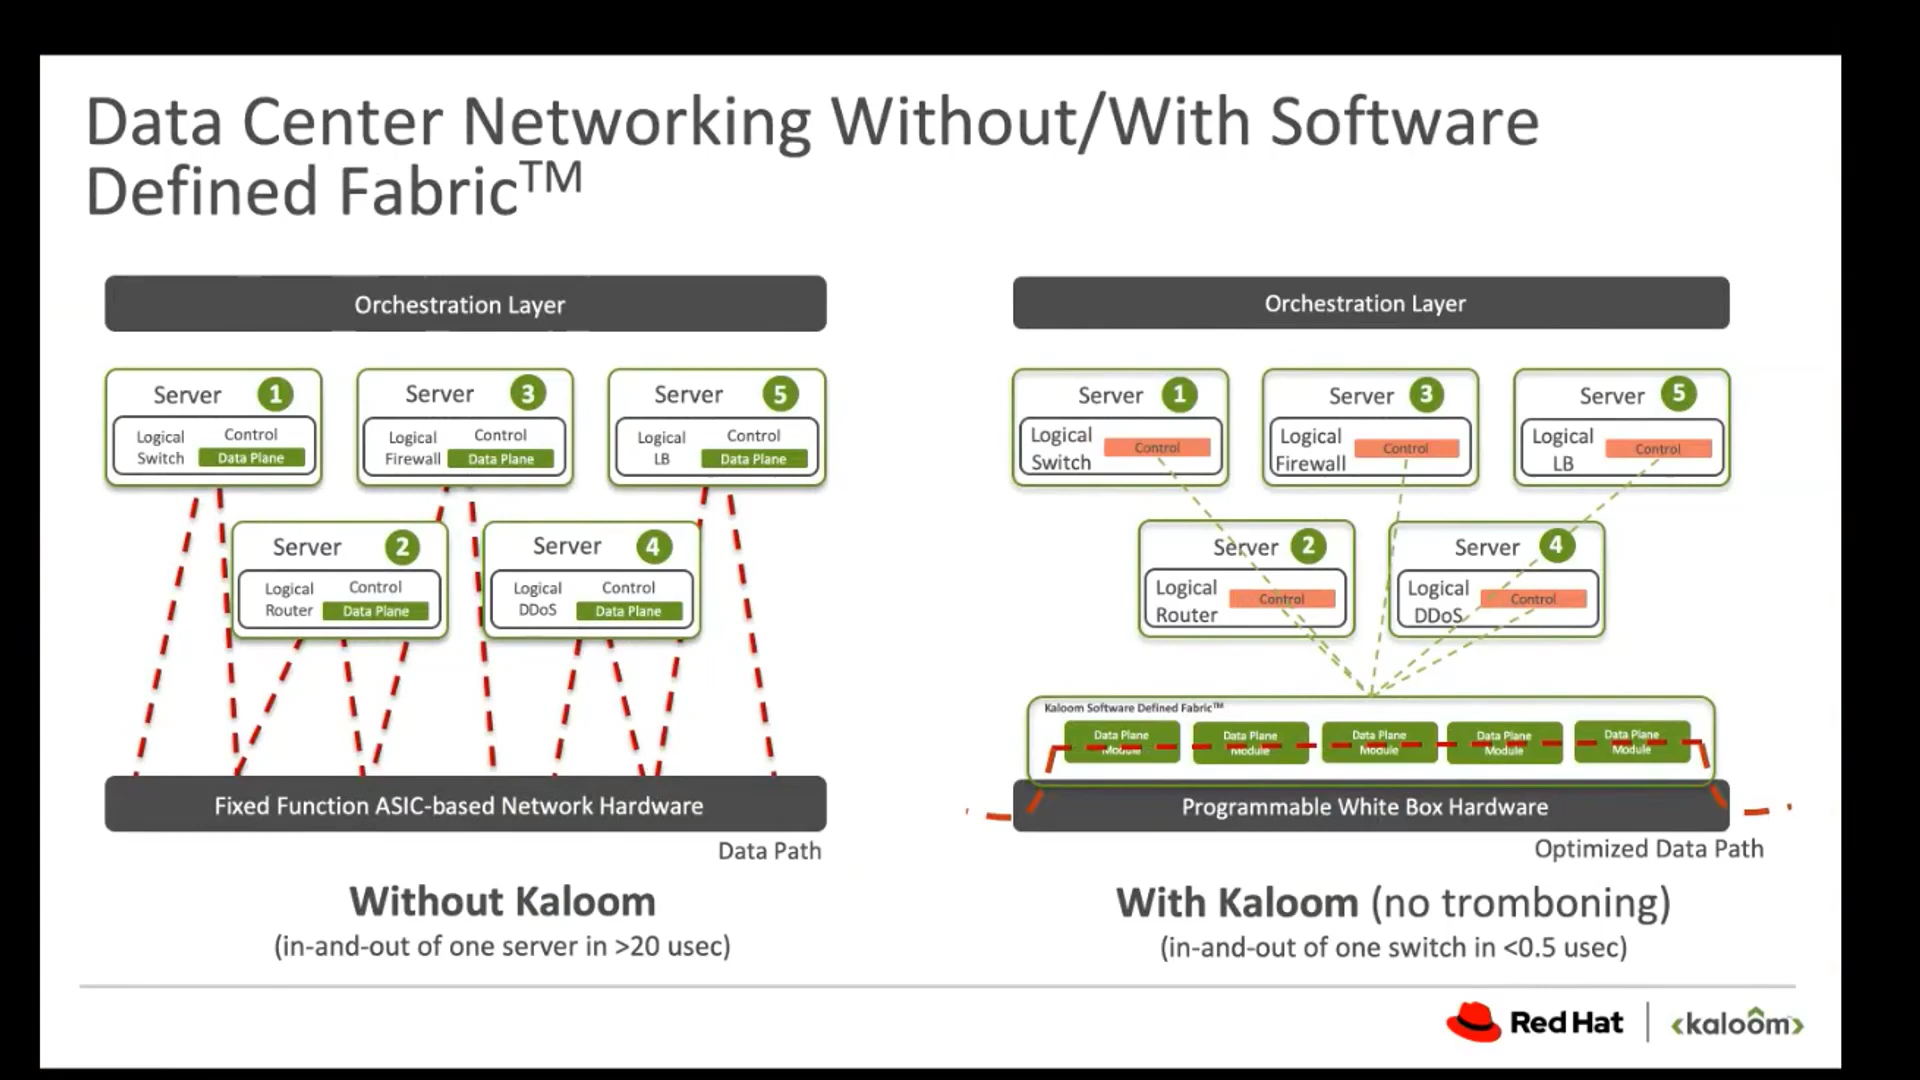 Data Center Networking Without/With Software
Defined Fabric™
Orchestration Layer
Server 1
Logical Switch
Control
Data Plane
Server 3
Logical Firewall
Control
Data Plane
Server 5
Logical LB
Control
Data Plane
Server 2
Logical Router
Control
Data Plane
Server 4
Logical DDoS
Control
Data Plane
Fixed Function ASIC-based Network Hardware
Data Path
Without Kaloom
(in-and-out of one server in >20 usec)
Orchestration Layer
Server 1
Logical Switch
Control
Server 3
Logical Firewall
Control
Server 5
Logical LB
Control
Server 2
Logical Router
Control
Server 4
Logical DDoS
Control
Kaloom Software Defined Fabric™
Data Plane Module
Data Plane Module
Data Plane Module
Data Plane Module
Data Plane Module
Programmable White Box Hardware
Optimized Data Path
With Kaloom (no tromboning)
(in-and-out of one switch in <0.5 usec)
Red Hat
‹kaloom›